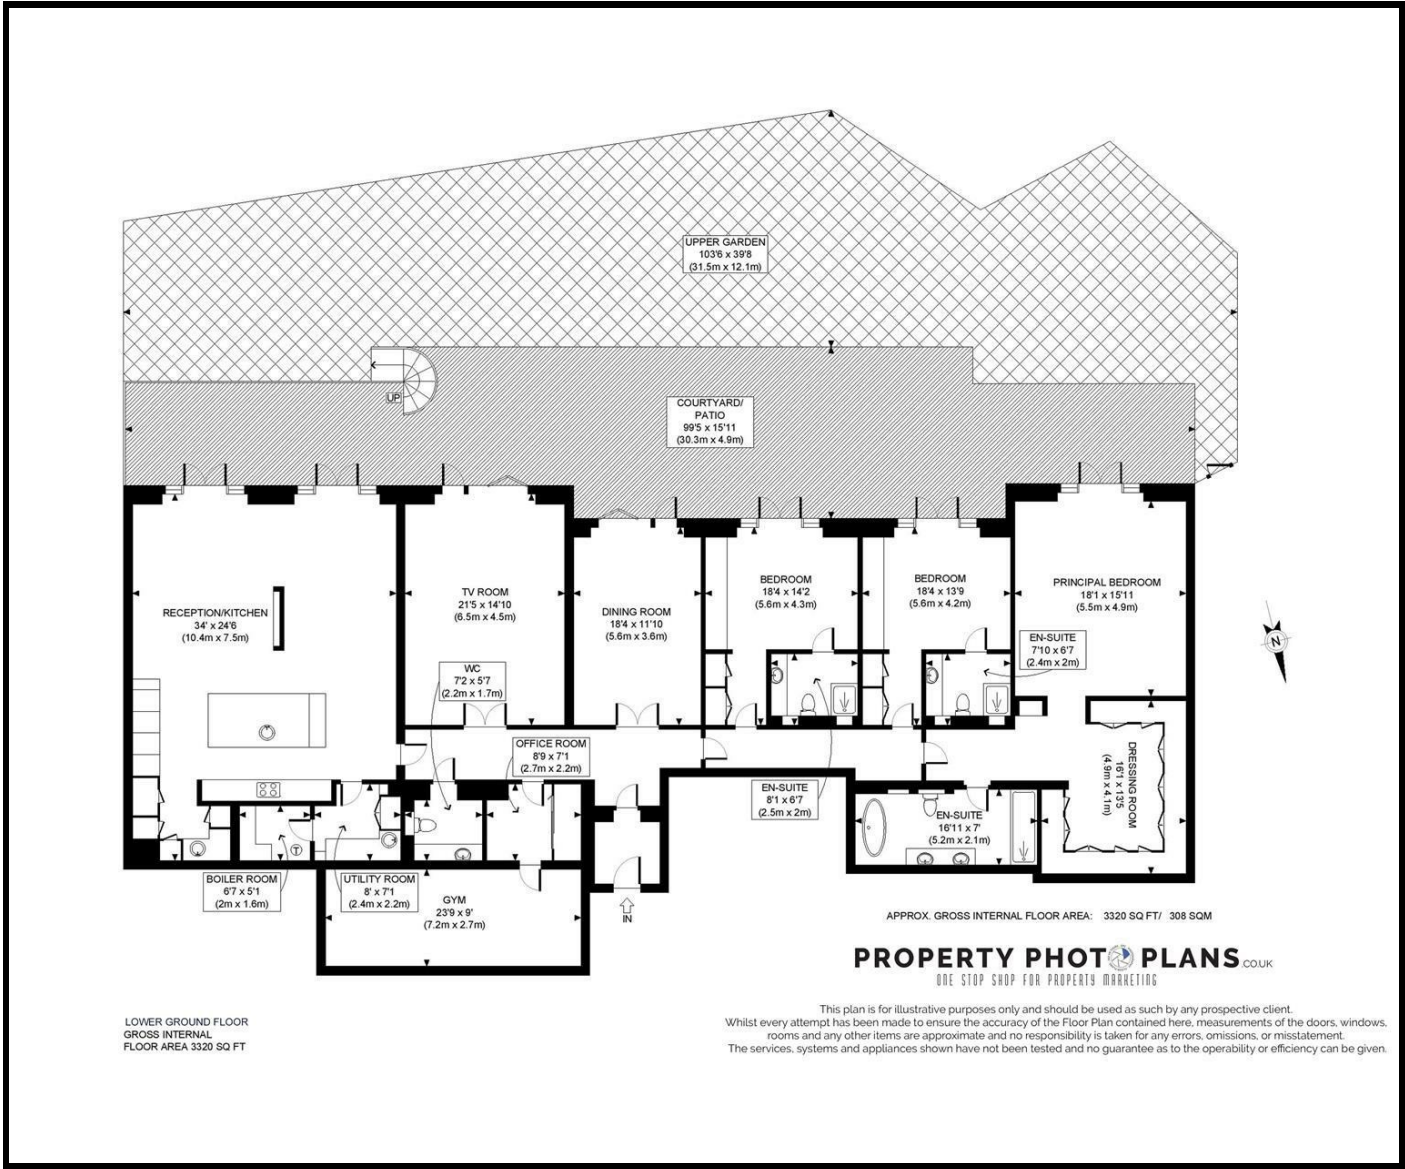 UPPER GARDEN
103'6 x 39'8
(31.5m x 12.1m)
UP
COURTYARD/
PATIO
99'5 x 15'11
(30.3m x 4.9m)
RECEPTION/KITCHEN
34' x 24'6
(10.4m x 7.5m)
TV ROOM
21'5 x 14'10
(6.5m x 4.5m)
DINING ROOM
18'4 x 11'10
(5.6m x 3.6m)
BEDROOM
18'4 x 14'2
(5.6m x 4.3m)
BEDROOM
18'4 x 13'9
(5.6m x 4.2m)
PRINCIPAL BEDROOM
18'1 x 15'11
(5.5m x 4.9m)
EN-SUITE
7'10 x 6'7
(2.4m x 2m)
N
WC
7'2 x 5'7
(2.2m x 1.7m)
OFFICE ROOM
8'9 x 7'1
(2.7m x 2.2m)
EN-SUITE
8'1 x 6'7
(2.5m x 2m)
DRESSING ROOM
16'1 x 13'5
(4.9m x 4.1m)
EN-SUITE
16'11 x 7'
(5.2m x 2.1m)
T
BOILER ROOM
6'7 x 5'1
(2m x 1.6m)
UTILITY ROOM
8' x 7'1
(2.4m x 2.2m)
GYM
23'9 x 9'
(7.2m x 2.7m)
IN
APPROX. GROSS INTERNAL FLOOR AREA: 3320 SQ FT/ 308 SQM
PROPERTY PHOTO PLANS.CO.UK
ONE STOP SHOP FOR PROPERTY MARKETING
LOWER GROUND FLOOR
GROSS INTERNAL
FLOOR AREA 3320 SQ FT
This plan is for illustrative purposes only and should be used as such by any prospective client.
Whilst every attempt has been made to ensure the accuracy of the Floor Plan contained here, measurements of the doors, windows,
rooms and any other items are approximate and no responsibility is taken for any errors, omissions, or misstatement.
The services, systems and appliances shown have not been tested and no guarantee as to the operability or efficiency can be given.